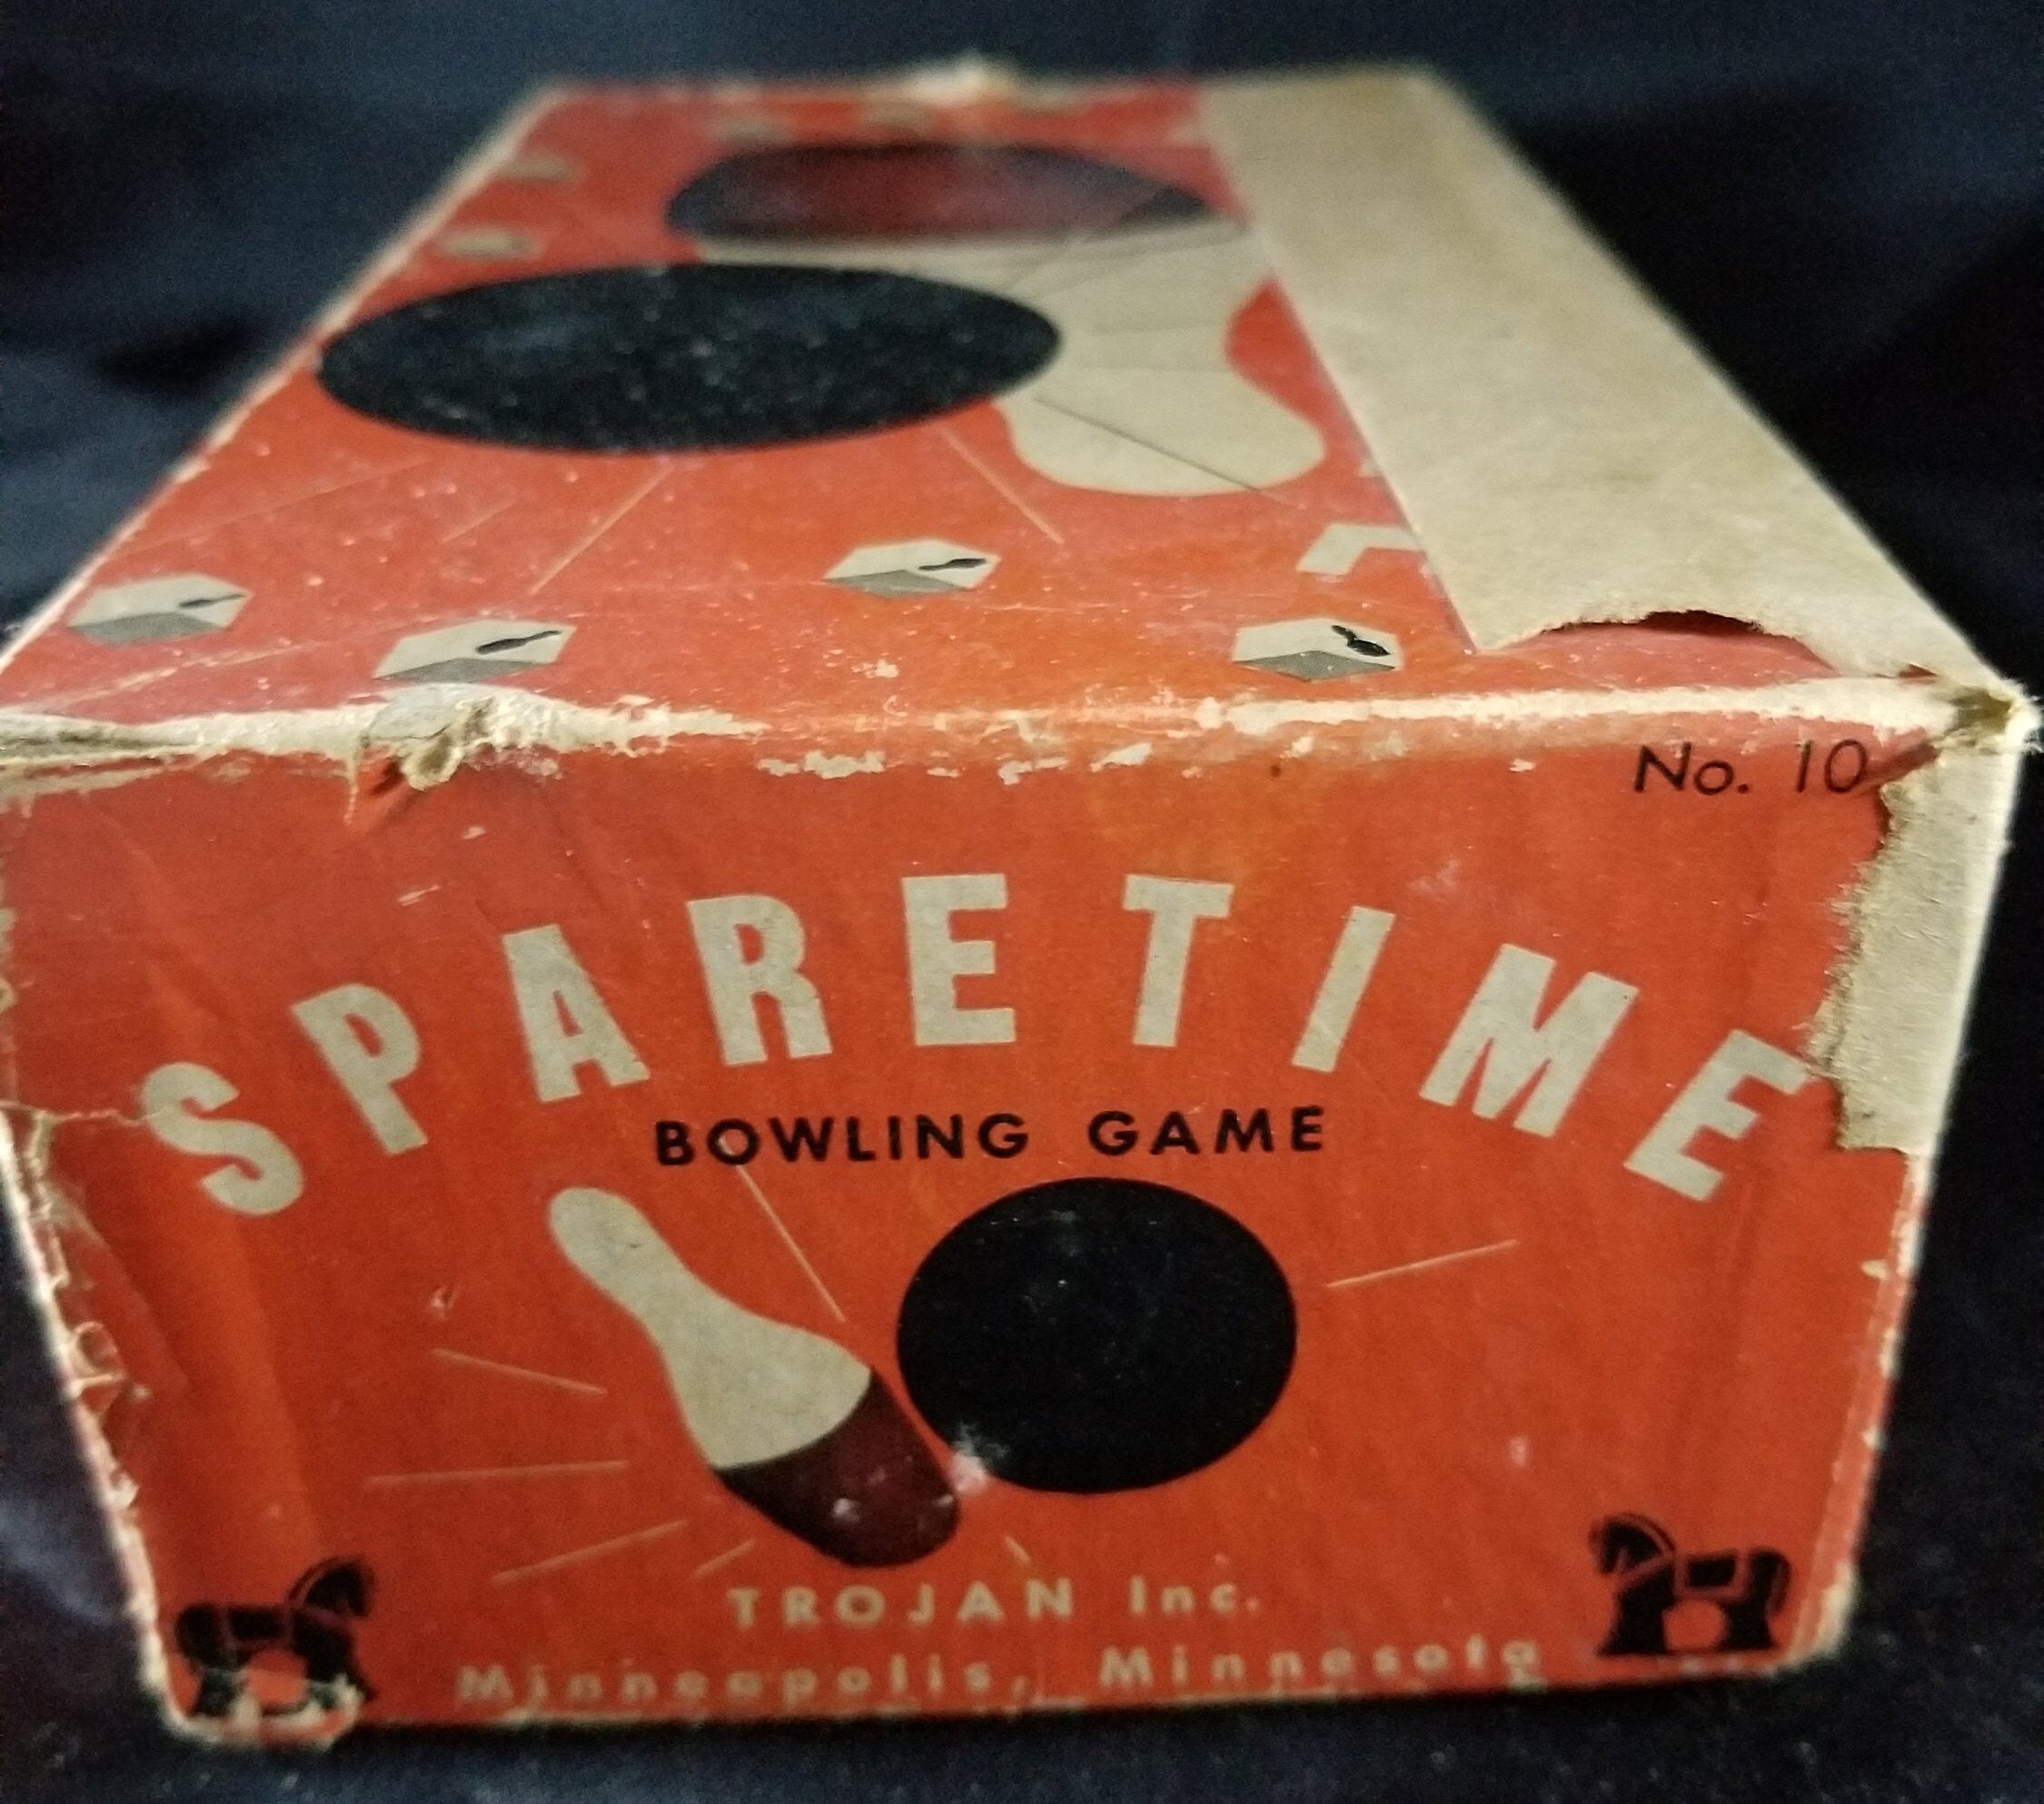 No. 10
SPARETIME
BOWLING GAME
TROJAN Inc.
Minneapolis, Minnesota